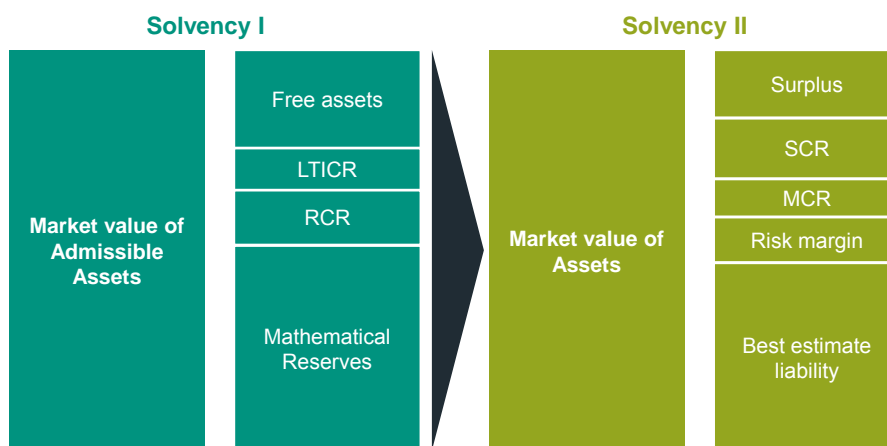 Solvency I
Solvency II
Market value of
Admissible
Assets
Free assets
LTICR
RCR
Mathematical
Reserves
Market value of
Assets
Surplus
SCR
MCR
Risk margin
Best estimate
liability